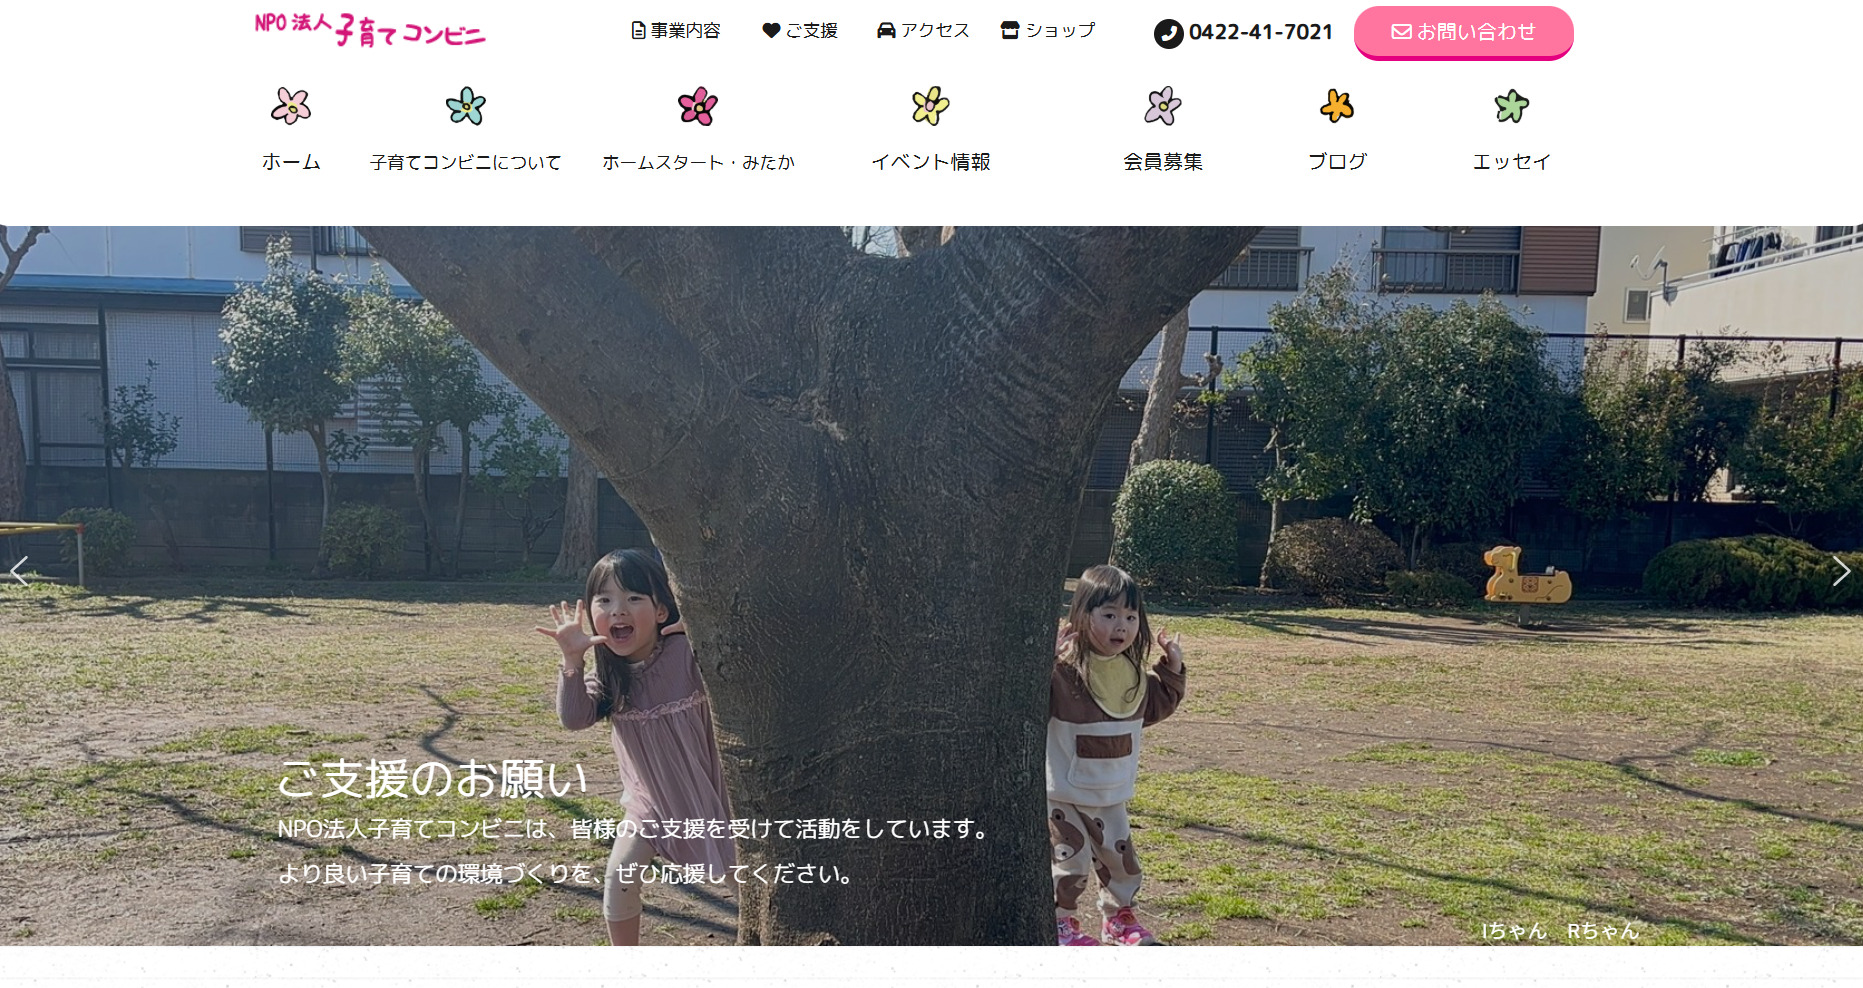 NPO 法人子育てコンビニ
事業内容
ご支援
アクセス
ショップ
0422-41-7021
お問い合わせ
ホーム
子育てコンビニについて
ホームスタート・みたか
イベント情報
会員募集
ブログ
エッセイ
ご支援のお願い
NPO法人子育てコンビニは、皆様のご支援を受けて活動をしています。
より良い子育ての環境づくりを、ぜひ応援してください。
Iちゃん　Rちゃん